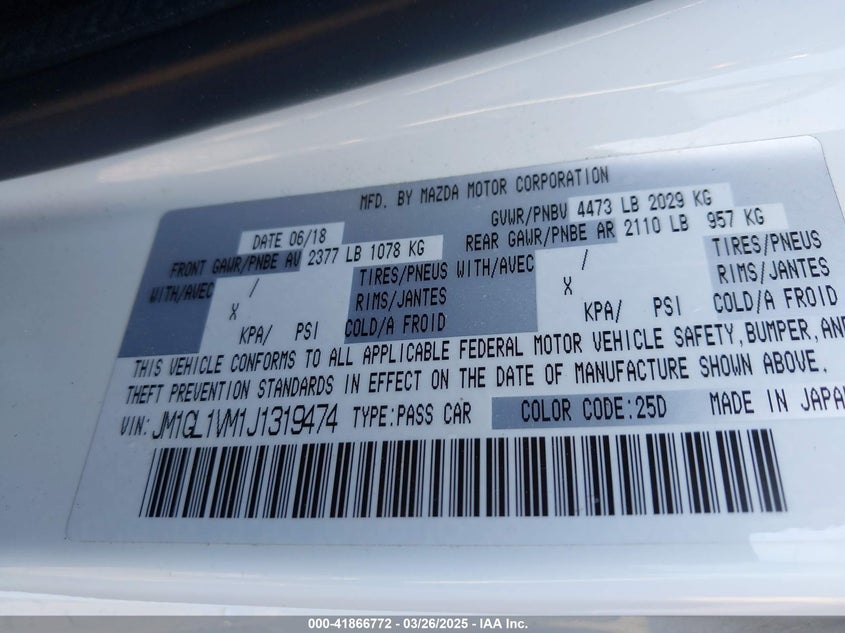 MFD. BY MAZDA MOTOR CORPORATION
DATE 06/18 GVWR/PNBV 4473 LB 2029 KG
FRONT GAWR/PNBE AV 2377 LB 1078 KG REAR GAWR/PNBE AR 2110 LB 957 KG
WITH/AVEC / TIRES/PNEUS WITH/AVEC / TIRES/PNEUS
X RIMS/JANTES X RIMS/JANTES
KPA/ PSI COLD/A FROID KPA/ PSI COLD/A FROID
THIS VEHICLE CONFORMS TO ALL APPLICABLE FEDERAL MOTOR VEHICLE SAFETY, BUMPER, AND
THEFT PREVENTION STANDARDS IN EFFECT ON THE DATE OF MANUFACTURE SHOWN ABOVE.
VIN: JM1GL1VM1J1319474 TYPE:PASS CAR COLOR CODE:25D MADE IN JAPAN
000-41866772 - 03/26/2025 - IAA Inc.